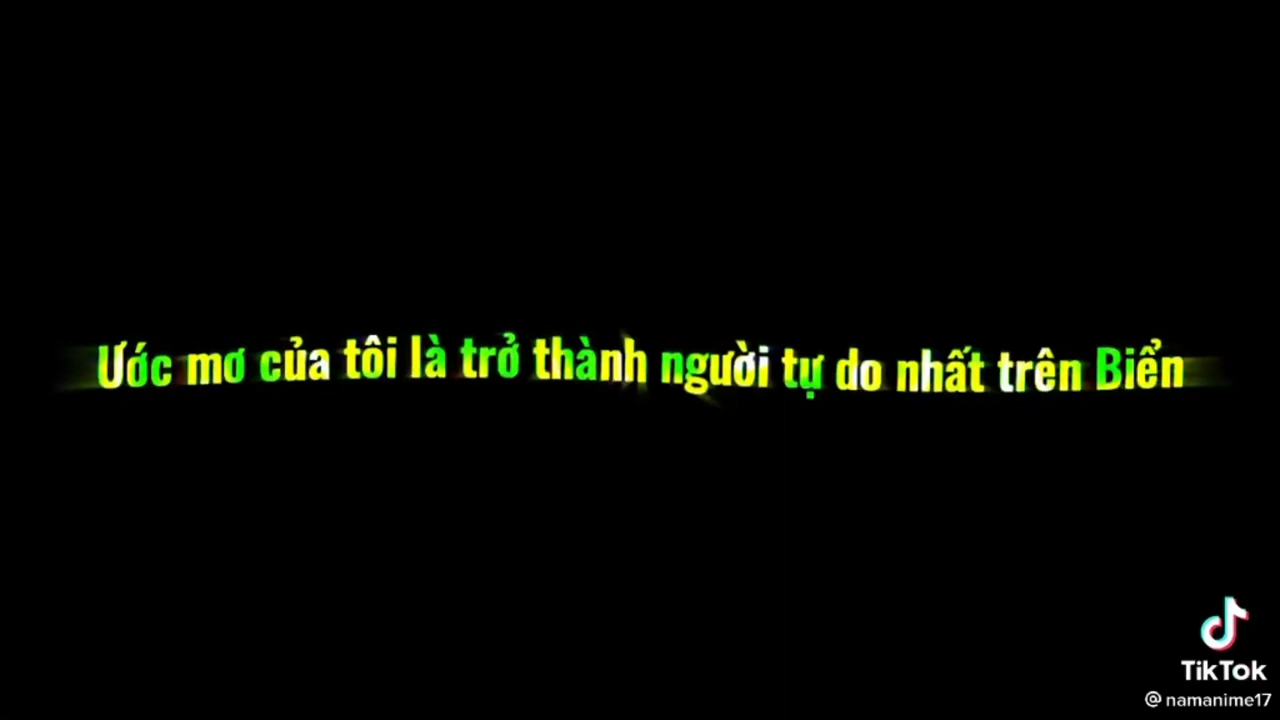 Ước mơ của tôi là trở thành người tự do nhất trên Biển
TikTok
@namanime17